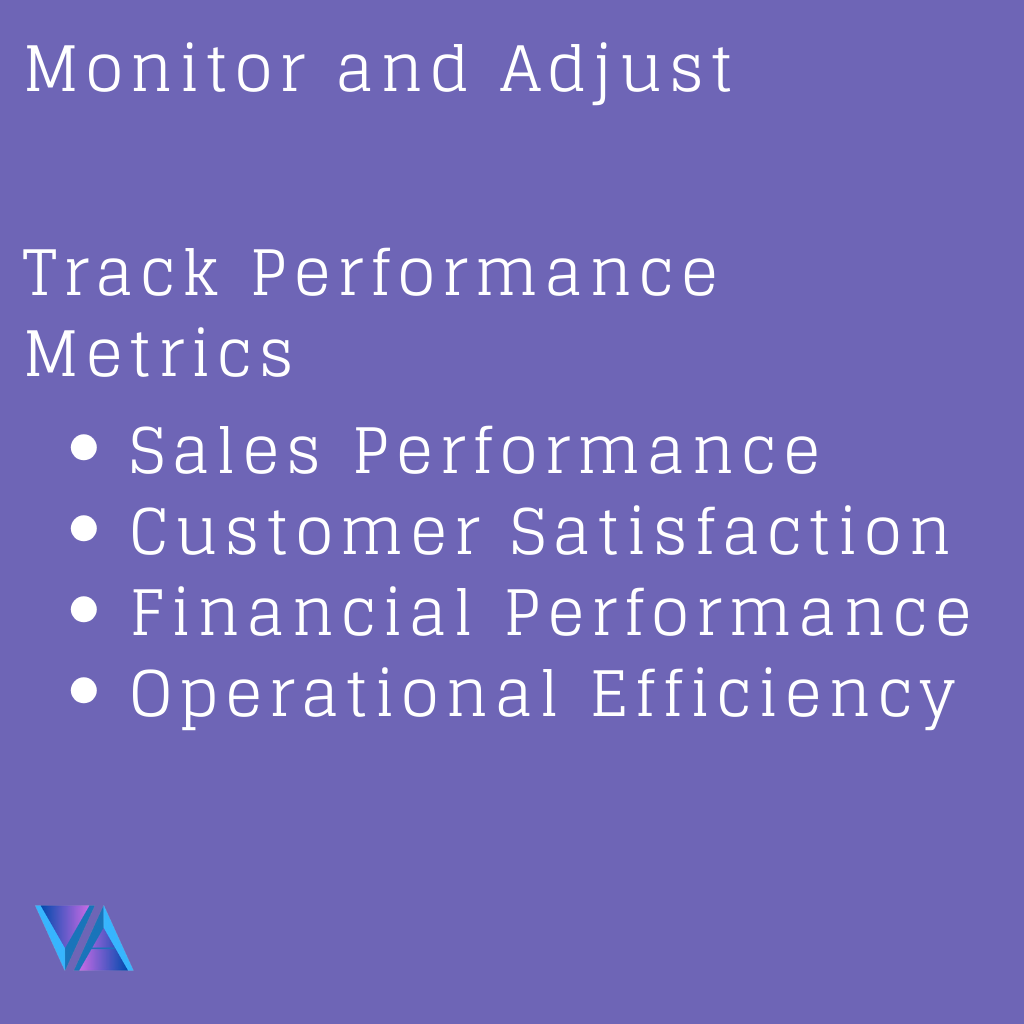 Monitor and Adjust
Track Performance
Metrics
• Sales Performance
• Customer Satisfaction
• Financial Performance
• Operational Efficiency
VA